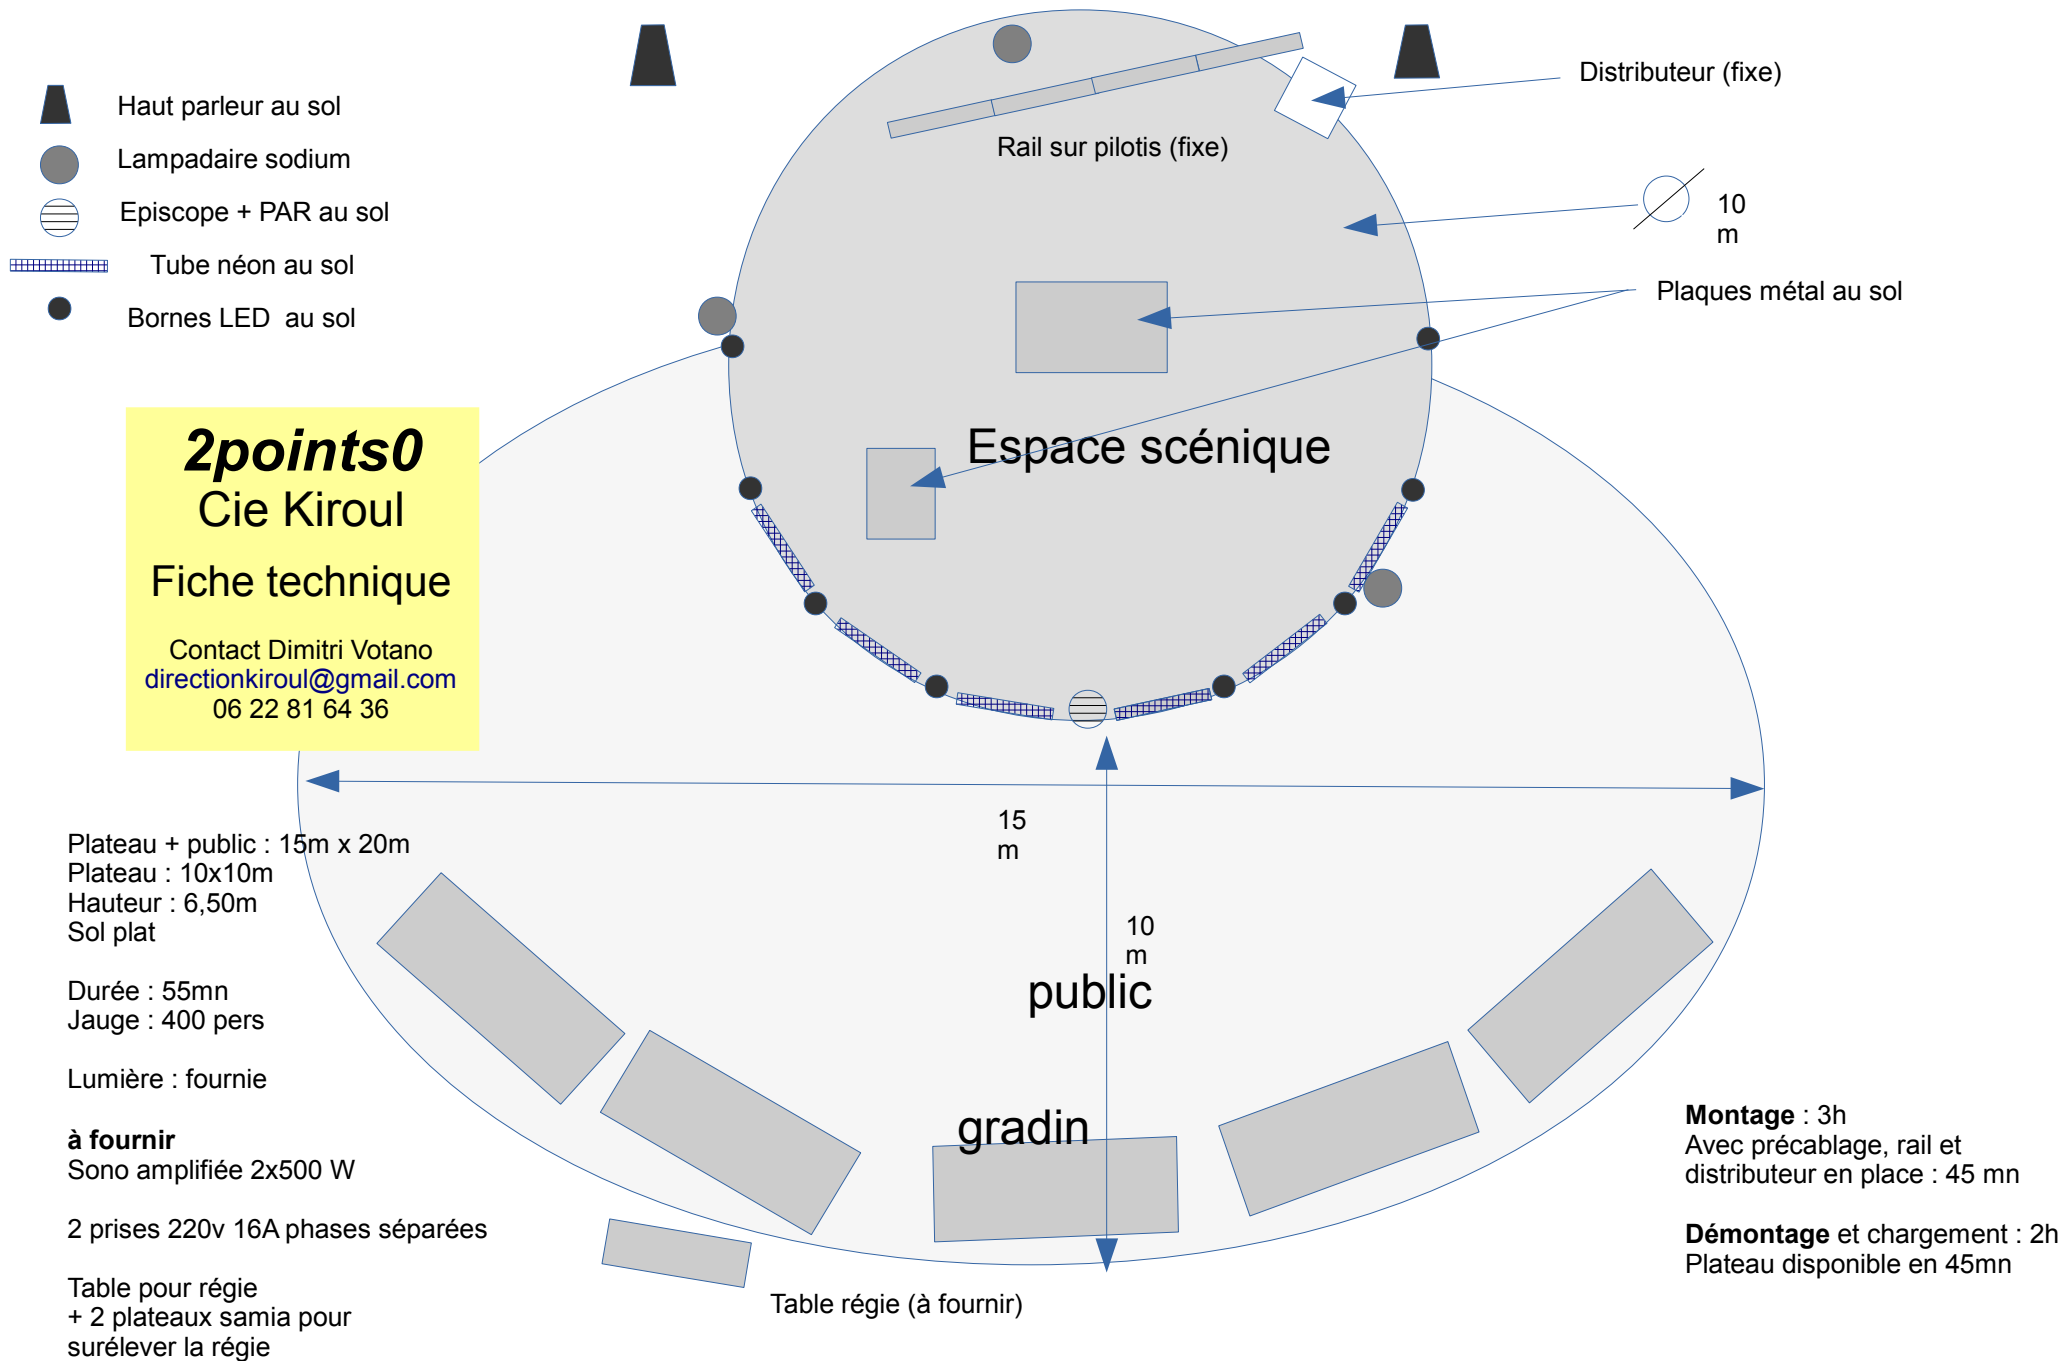 Haut parleur au sol
Lampadaire sodium
Episcope + PAR au sol
Tube néon au sol
Bornes LED  au sol
Distributeur (fixe)
Rail sur pilotis (fixe)
10
m
Plaques métal au sol
Espace scénique
2points0
Cie Kiroul
Fiche technique
Contact Dimitri Votano
directionkiroul@gmail.com
06 22 81 64 36
15
m
10
m
public
gradin
Plateau + public : 15m x 20m
Plateau : 10x10m
Hauteur : 6,50m
Sol plat
Durée : 55mn
Jauge : 400 pers
Lumière : fournie
à fournir
Sono amplifiée 2x500 W
2 prises 220v 16A phases séparées
Table pour régie
+ 2 plateaux samia pour
surélever la régie
Table régie (à fournir)
Montage : 3h
Avec précablage, rail et
distributeur en place : 45 mn
Démontage et chargement : 2h
Plateau disponible en 45mn